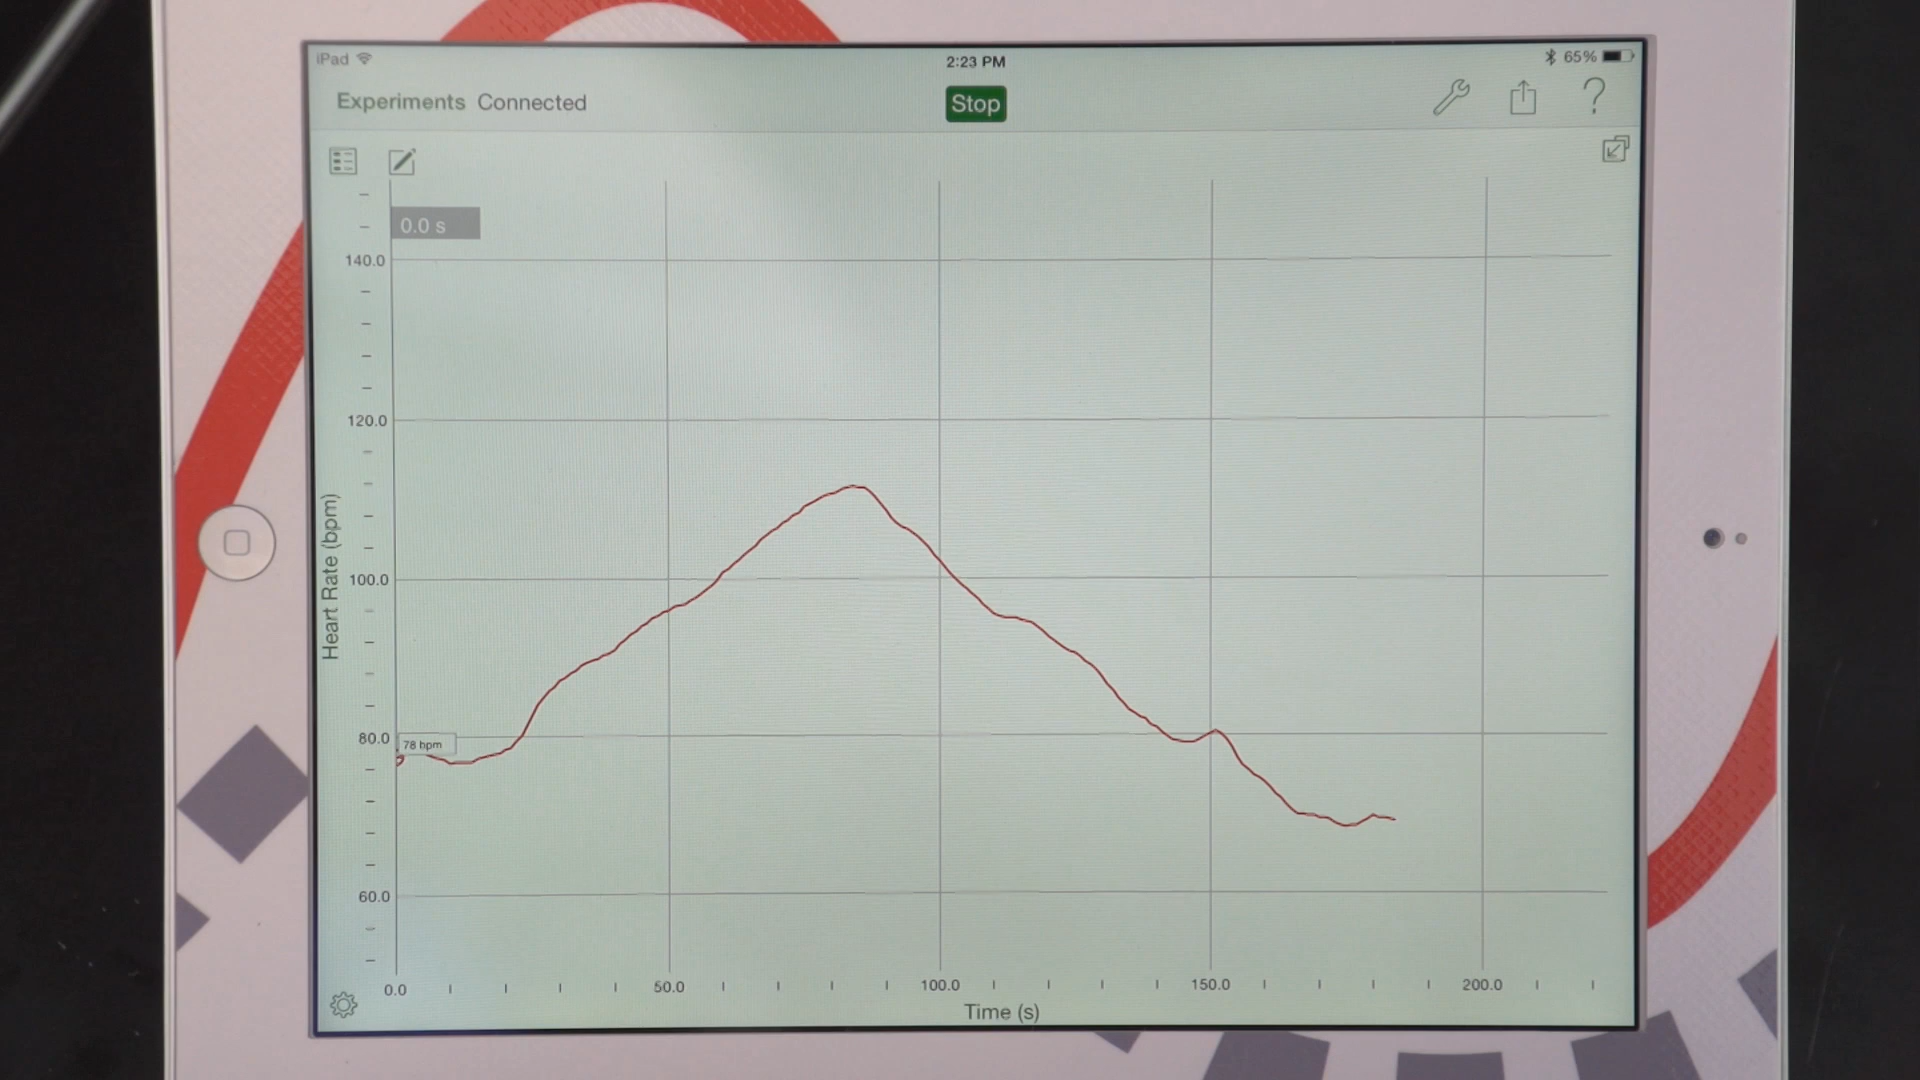 iPad
2:23 PM
65%
Experiments Connected
Stop
?
0.0 s
140.0
120.0
Heart Rate (bpm)
100.0
80.0
78 bpm
60.0
0.0 50.0 100.0 150.0 200.0
Time (s)